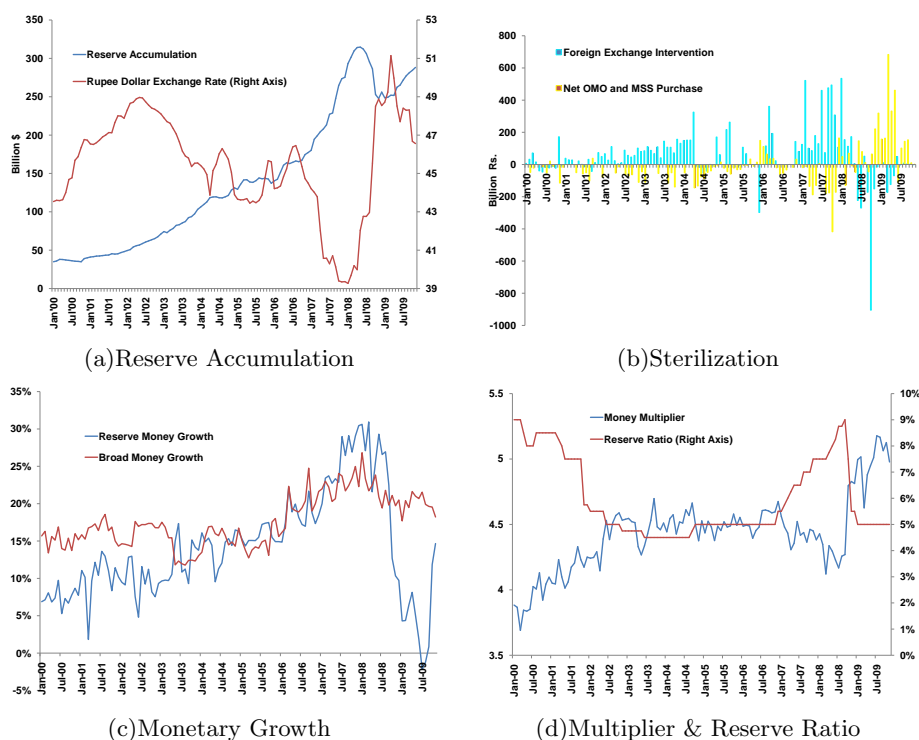 350
300
250
200
150
100
50
0
Billion $
53
51
49
47
45
43
41
39
Reserve Accumulation
Rupee Dollar Exchange Rate (Right Axis)
Jan'00
Jul'00
Jan'01
Jul'01
Jan'02
Jul'02
Jan'03
Jul'03
Jan'04
Jul'04
Jan'05
Jul'05
Jan'06
Jul'06
Jan'07
Jul'07
Jan'08
Jul'08
Jan'09
Jul'09
(a)Reserve Accumulation
800
600
400
200
0
-200
-400
-600
-800
-1000
Billion Rs.
Foreign Exchange Intervention
Net OMO and MSS Purchase
Jan'00
Jul'00
Jan'01
Jul'01
Jan'02
Jul'02
Jan'03
Jul'03
Jan'04
Jul'04
Jan'05
Jul'05
Jan'06
Jul'06
Jan'07
Jul'07
Jan'08
Jul'08
Jan'09
Jul'09
(b)Sterilization
35%
30%
25%
20%
15%
10%
5%
0%
-5%
Reserve Money Growth
Broad Money Growth
Jan-00
Jul-00
Jan-01
Jul-01
Jan-02
Jul-02
Jan-03
Jul-03
Jan-04
Jul-04
Jan-05
Jul-05
Jan-06
Jul-06
Jan-07
Jul-07
Jan-08
Jul-08
Jan-09
Jul-09
(c)Monetary Growth
5.5
5
4.5
4
3.5
10%
9%
8%
7%
6%
5%
4%
3%
2%
1%
0%
Money Multiplier
Reserve Ratio (Right Axis)
Jan-00
Jul-00
Jan-01
Jul-01
Jan-02
Jul-02
Jan-03
Jul-03
Jan-04
Jul-04
Jan-05
Jul-05
Jan-06
Jul-06
Jan-07
Jul-07
Jan-08
Jul-08
Jan-09
Jul-09
(d)Multiplier & Reserve Ratio